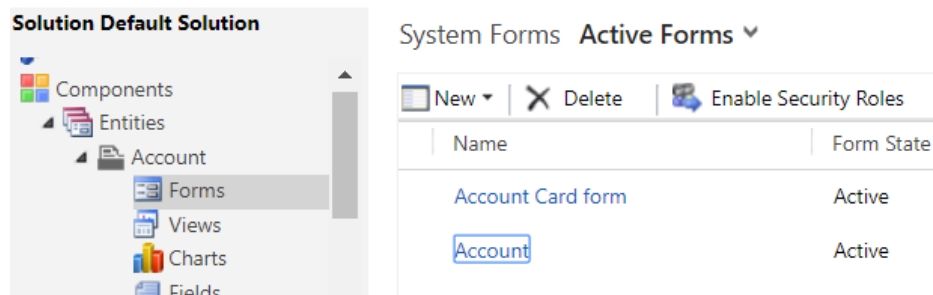 Solution Default Solution
Components
Entities
Account
Forms
Views
Charts
Fields
System Forms Active Forms
New Delete Enable Security Roles
Name Form State
Account Card form Active
Account Active